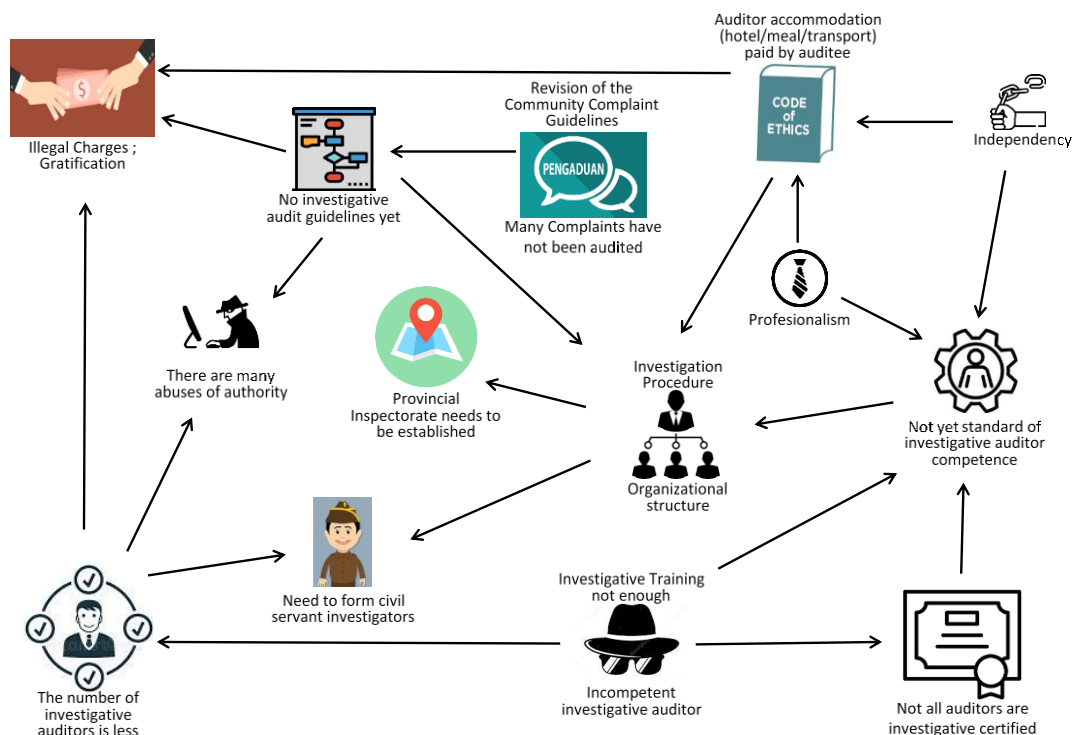 Auditor accommodation
(hotel/meal/transport)
paid by auditee
CODE
of
ETHICS
Independency
Revision of the
Community Complaint
Guidelines
PENGADUAN
Many Complaints have
not been audited
$
Illegal Charges ;
Gratification
No investigative
audit guidelines yet
Profesionalism
There are many
abuses of authority
Provincial
Inspectorate needs to
be established
Investigation
Procedure
Organizational
structure
Not yet standard of
investigative auditor
competence
Need to form civil
servant investigators
Investigative Training
not enough
Incompetent
investigative auditor
The number of
investigative
auditors is less
Not all auditors are
investigative certified